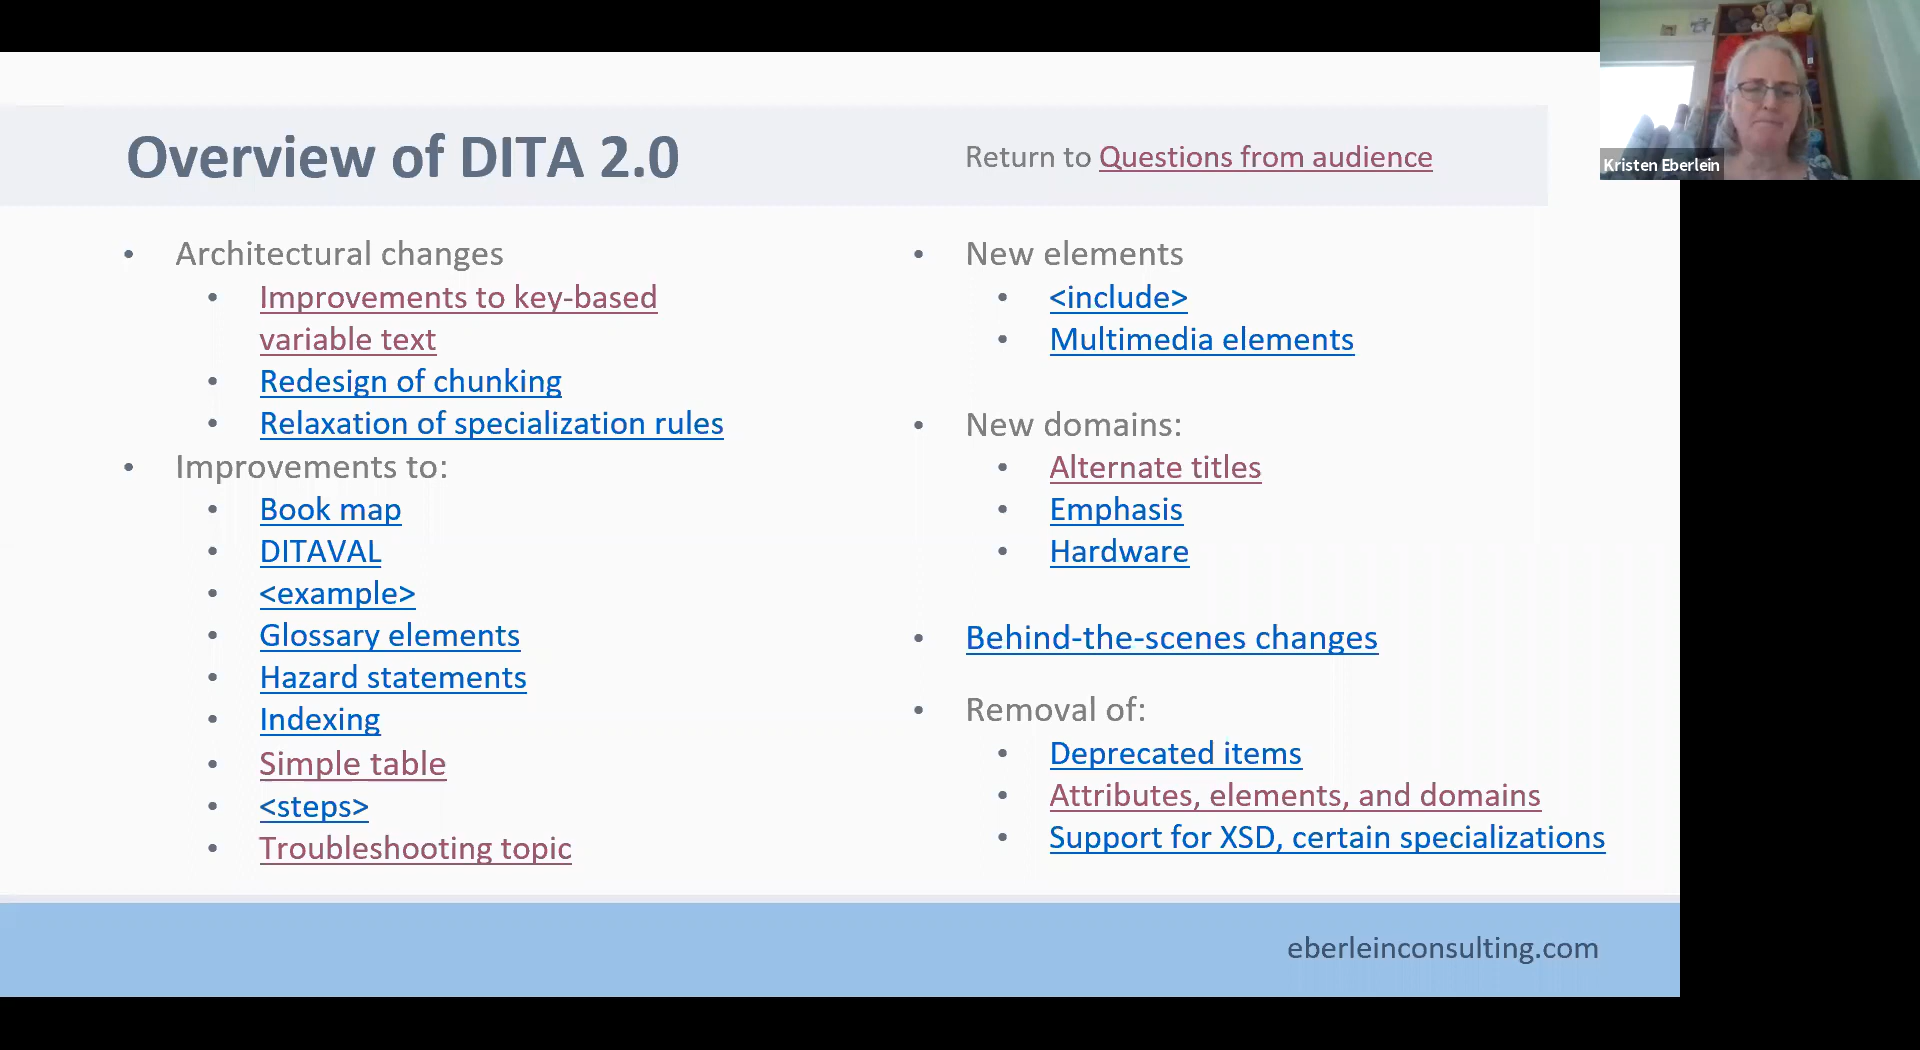 Overview of DITA 2.0
Return to Questions from audience
• Architectural changes
• Improvements to key-based
variable text
• Redesign of chunking
• Relaxation of specialization rules
• Improvements to:
• Book map
• DITAVAL
• <example>
• Glossary elements
• Hazard statements
• Indexing
• Simple table
• <steps>
• Troubleshooting topic
• New elements
• <include>
• Multimedia elements
• New domains:
• Alternate titles
• Emphasis
• Hardware
• Behind-the-scenes changes
• Removal of:
• Deprecated items
• Attributes, elements, and domains
• Support for XSD, certain specializations
eberleinconsulting.com
Kristen Eberlein